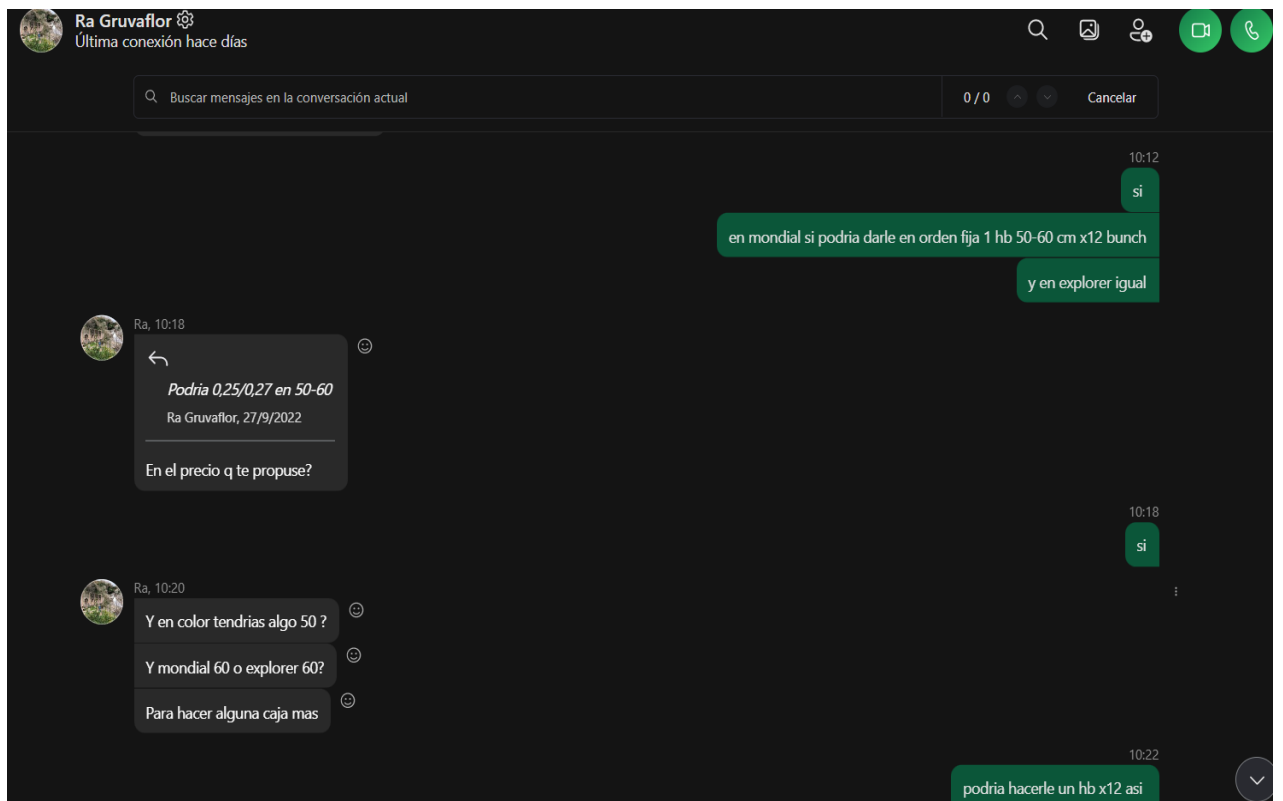 Ra Gruvaflor
Última conexión hace días
Buscar mensajes en la conversación actual
0 / 0
Cancelar
10:12
si
en mondial si podria darle en orden fija 1 hb 50-60 cm x12 bunch
y en explorer igual
Ra, 10:18
Podria 0,25/0,27 en 50-60
Ra Gruvaflor, 27/9/2022
En el precio q te propuse?
10:18
si
Ra, 10:20
Y en color tendrias algo 50 ?
Y mondial 60 o explorer 60?
Para hacer alguna caja mas
10:22
podria hacerle un hb x12 asi